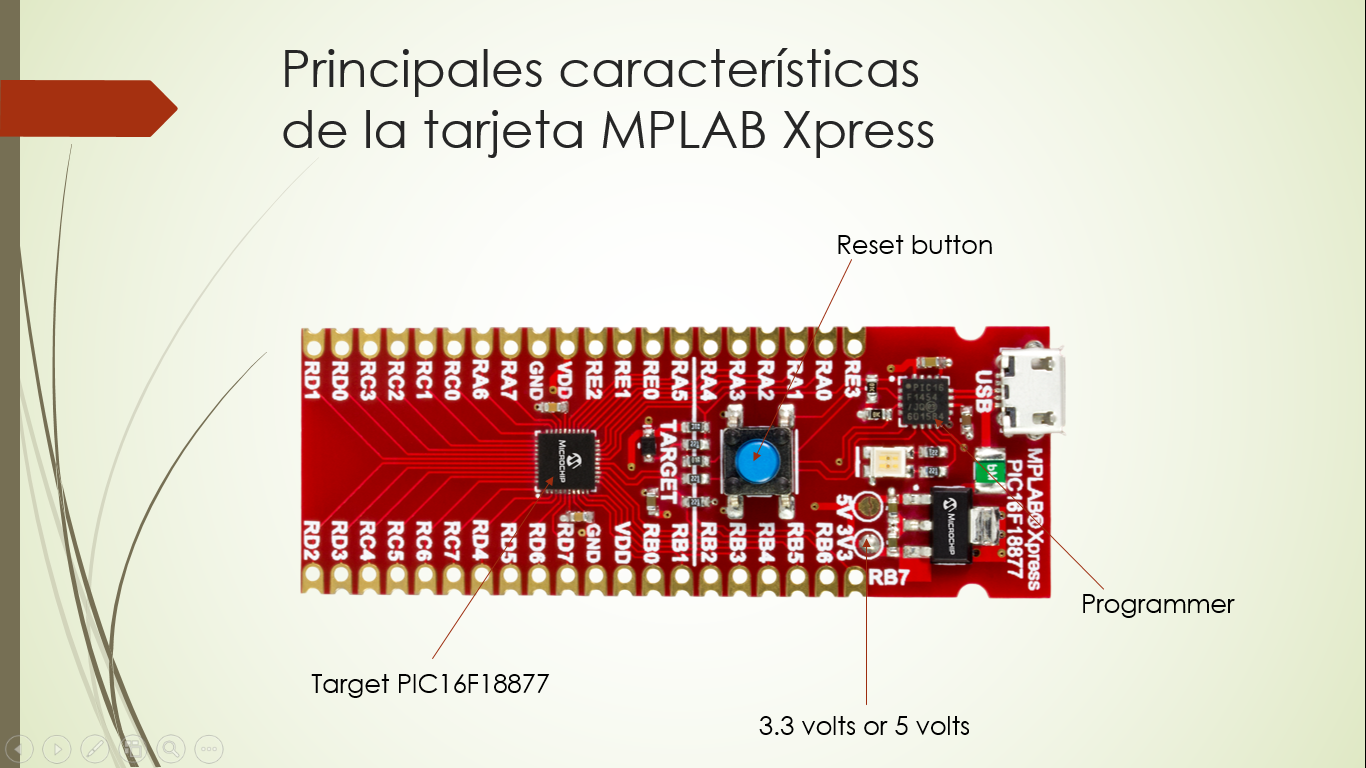 Principales características
de la tarjeta MPLAB Xpress
Reset button
RD1 RD0 RC3 RC2 RC1 RC0 RA6 RA7 GND VDD RE2 RE1 RE0 RA5 RA4 RA3 RA2 RA1 RA0 RE3
USB
PIC16
F1454
TARGET
MICROCHIP
MICROCHIP
5V 3V3
MPLAB® Xpress
PIC16F18877
RD2 RD3 RC4 RC5 RC6 RC7 RD4 RD5 RD6 RD7 GND VDD RB0 RB1 RB2 RB3 RB4 RB5 RB6
RB7
Programmer
Target PIC16F18877
3.3 volts or 5 volts